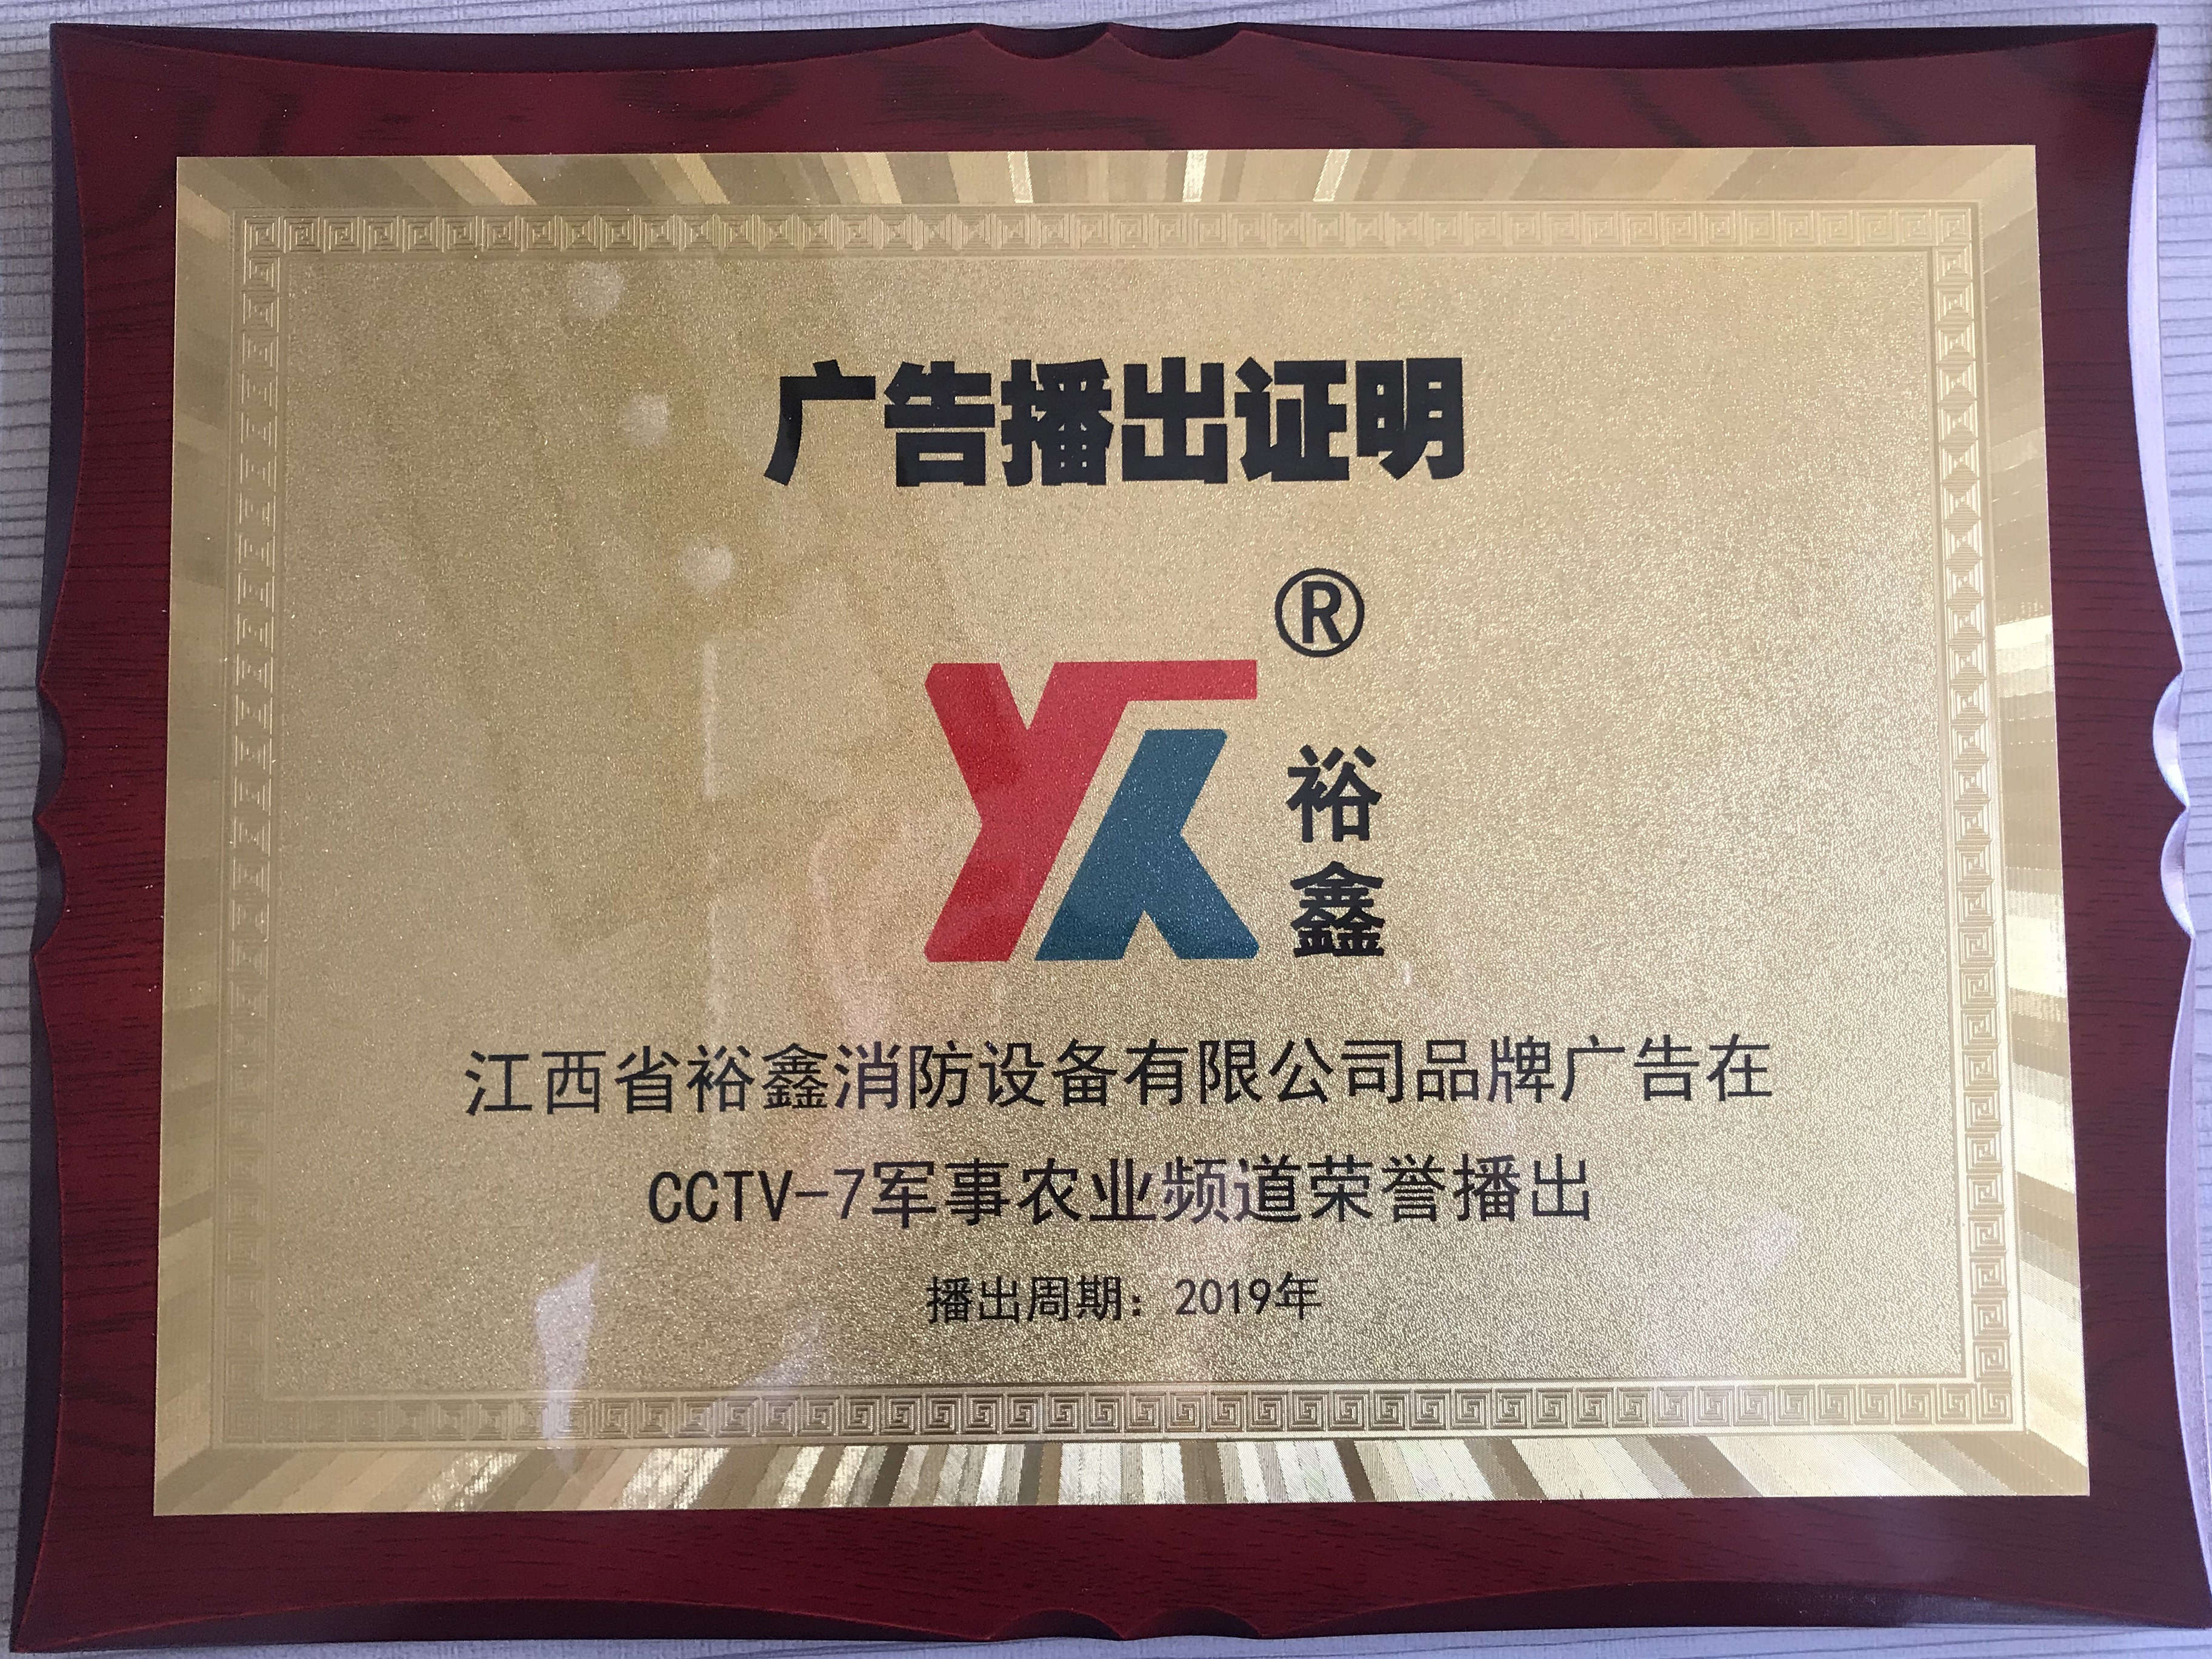 广告播出证明
®
裕
鑫
江西省裕鑫消防设备有限公司品牌广告在
CCTV-7军事农业频道荣誉播出
播出周期：2019年